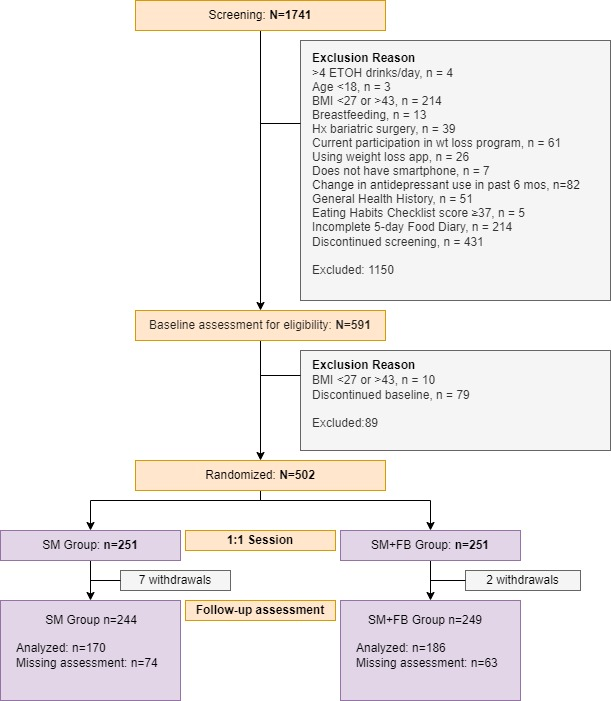 Screening: N=1741
Exclusion Reason
>4 ETOH drinks/day, n = 4
Age <18, n = 3
BMI <27 or >43, n = 214
Breastfeeding, n = 13
Hx bariatric surgery, n = 39
Current participation in wt loss program, n = 61
Using weight loss app, n = 26
Does not have smartphone, n = 7
Change in antidepressant use in past 6 mos, n=82
General Health History, n = 51
Eating Habits Checklist score ≥37, n = 5
Incomplete 5-day Food Diary, n = 214
Discontinued screening, n = 431
Excluded: 1150
Baseline assessment for eligibility: N=591
Exclusion Reason
BMI <27 or >43, n = 10
Discontinued baseline, n = 79
Excluded:89
Randomized: N=502
SM Group: n=251
1:1 Session
SM+FB Group: n=251
7 withdrawals
2 withdrawals
Follow-up assessment
SM Group n=244
Analyzed: n=170
Missing assessment: n=74
SM+FB Group n=249
Analyzed: n=186
Missing assessment: n=63